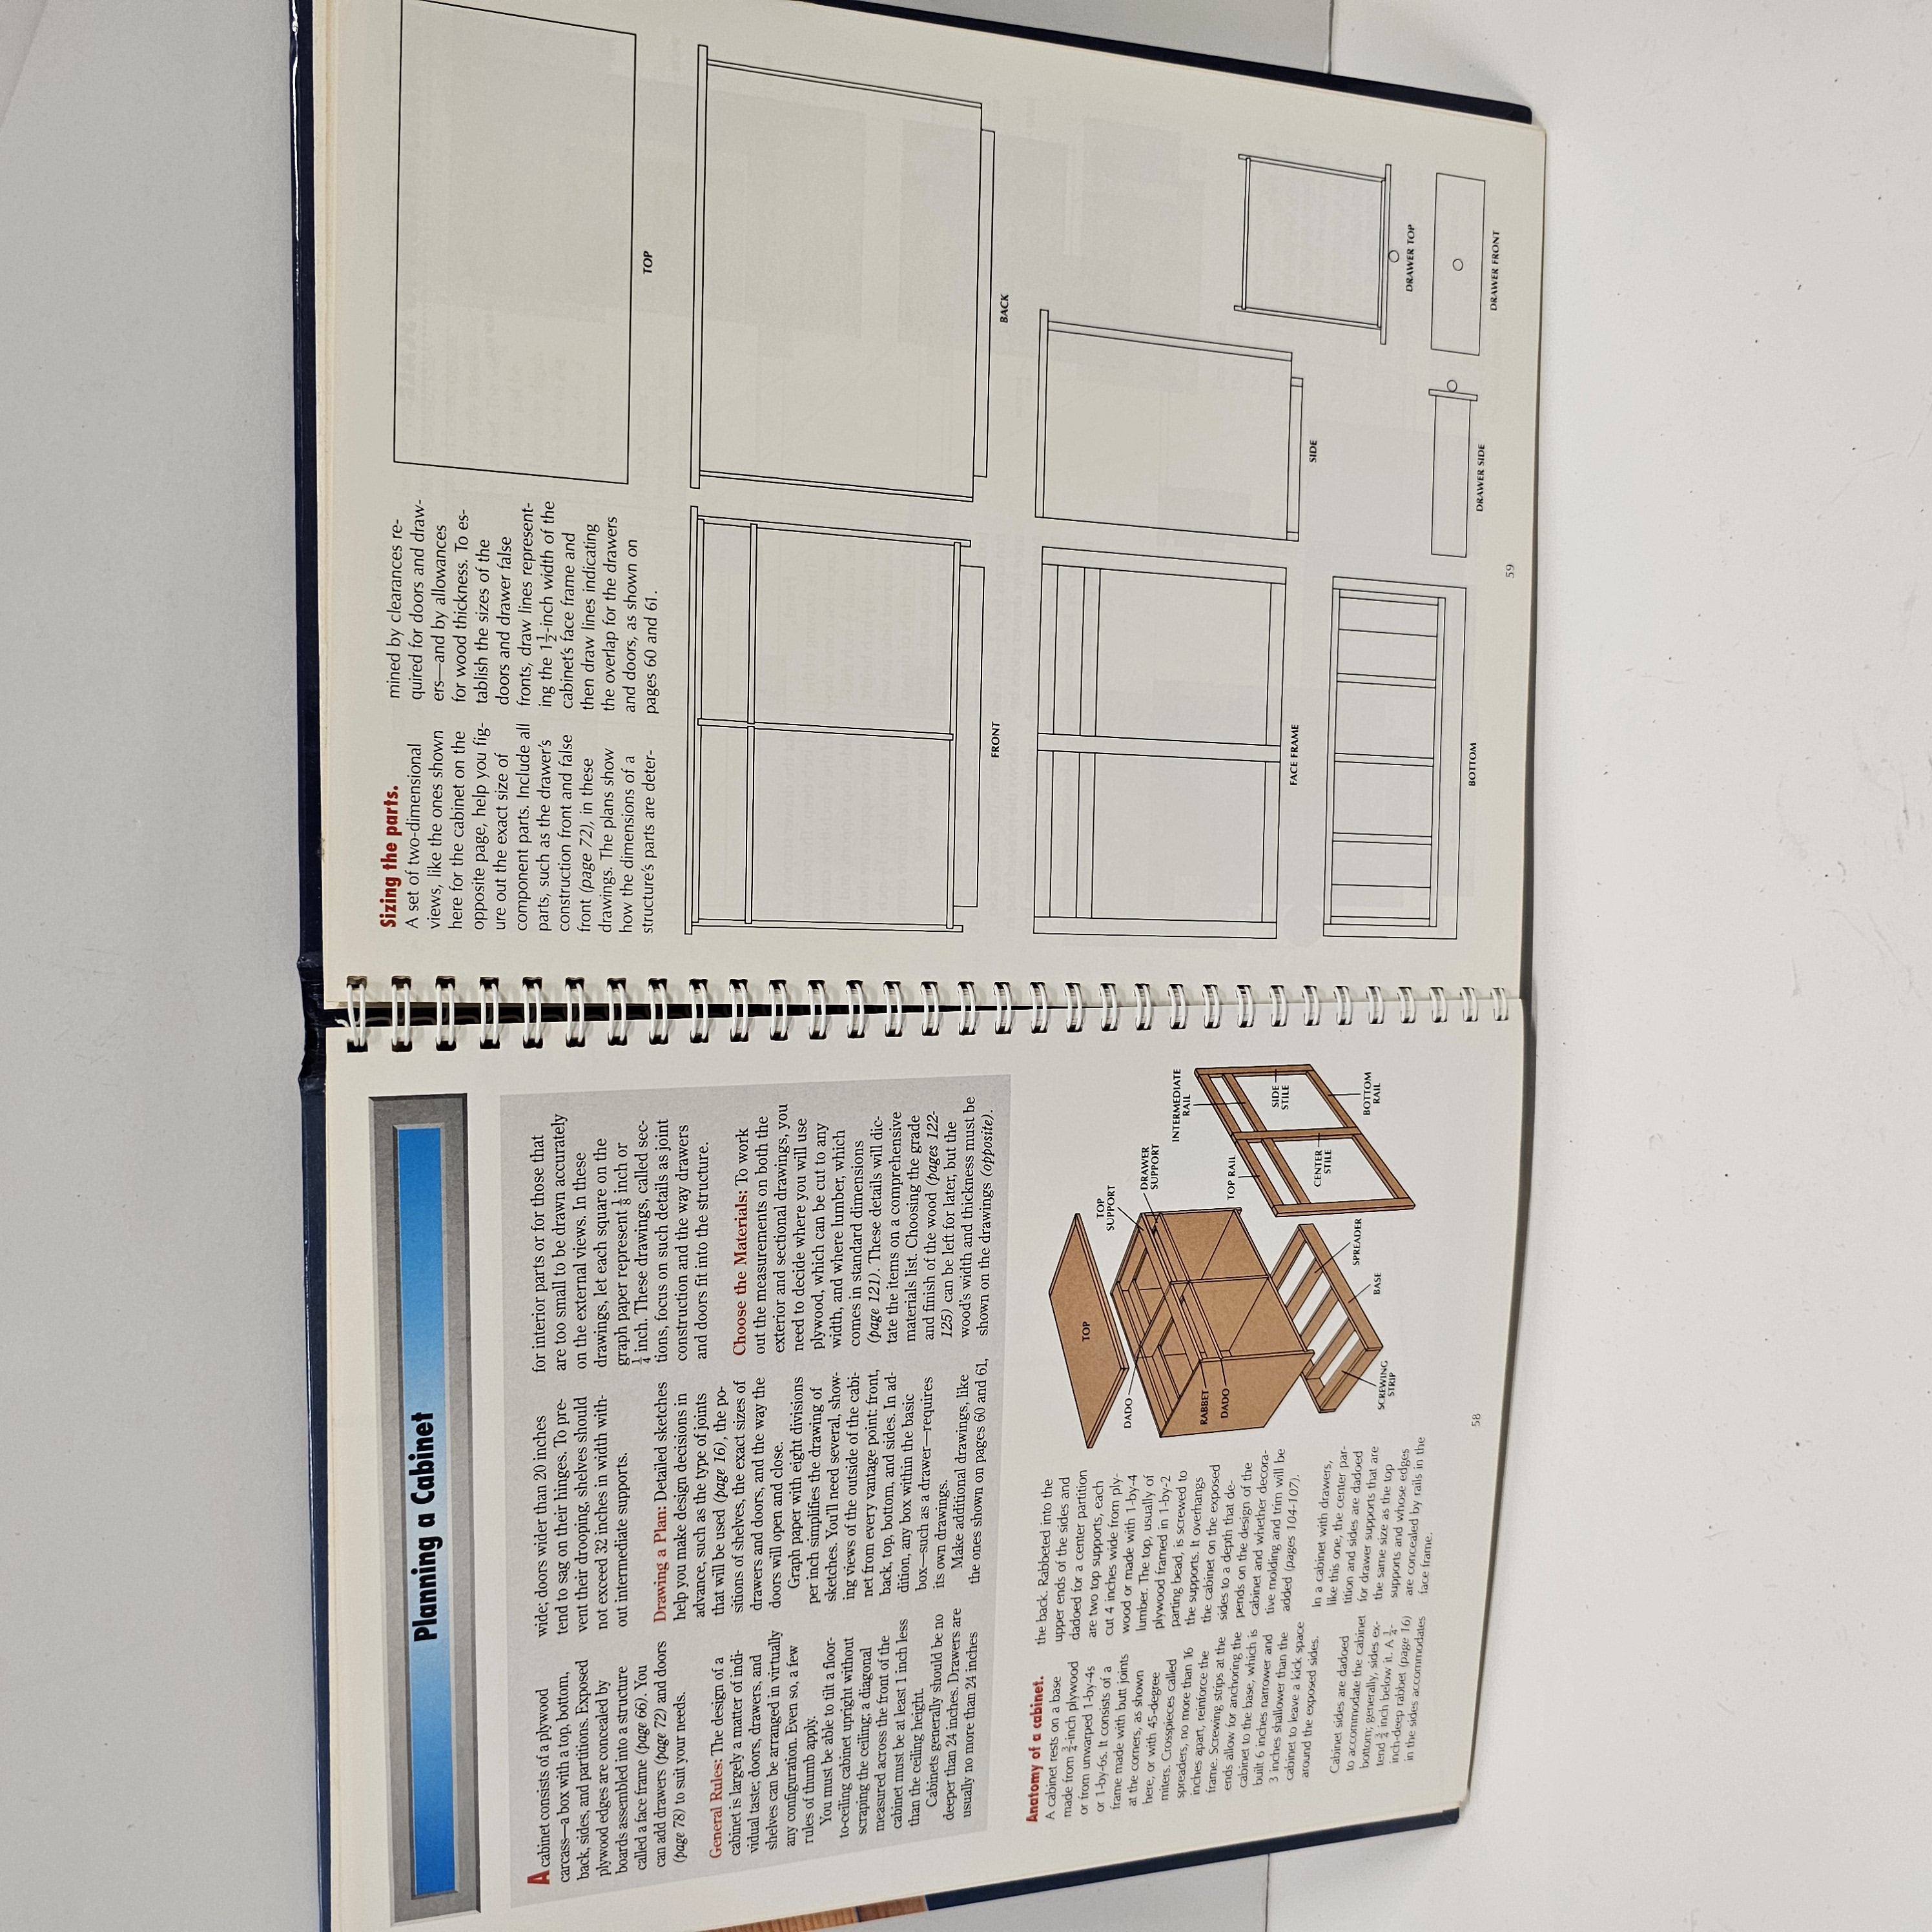 Planning a Cabinet
A cabinet consists of a plywood
carcass—a box with a top, bottom,
back, sides, and partitions. Exposed
plywood edges are concealed by
boards assembled into a structure
called a face frame (page 66). You
can add drawers (page 72) and doors
(page 78) to suit your needs.
General Rules: The design of a
cabinet is largely a matter of indi-
vidual taste; doors, drawers, and
shelves can be arranged in virtually
any configuration. Even so, a few
rules of thumb apply.
You must be able to tilt a floor-
to-ceiling cabinet upright without
scraping the ceiling; a diagonal
measured across the front of the
cabinet must be at least 1 inch less
than the ceiling height.
Cabinets generally should be no
deeper than 24 inches. Drawers are
usually no more than 24 inches
wide; doors wider than 20 inches
tend to sag on their hinges. To pre-
vent their drooping, shelves should
not exceed 32 inches in width with-
out intermediate supports.
Drawing a Plan: Detailed sketches
help you make design decisions in
advance, such as the type of joints
that will be used (page 16), the po-
sitions of shelves, the exact sizes of
drawers and doors, and the way the
doors will open and close.
Graph paper with eight divisions
per inch simplifies the drawing of
sketches. You'll need several, show-
ing views of the outside of the cabi-
net from every vantage point: front,
back, top, bottom, and sides. In ad-
dition, any box within the basic
box—such as a drawer—requires
its own drawings.
Make additional drawings, like
the ones shown on pages 60 and 61,
for interior parts or for those that
are too small to be drawn accurately
on the external views. In these
drawings, let each square on the
graph paper represent 1/8 inch or
1/4 inch. These drawings, called sec-
tions, focus on such details as joint
construction and the way drawers
and doors fit into the structure.
Choose the Materials: To work
out the measurements on both the
exterior and sectional drawings, you
need to decide where you will use
plywood, which can be cut to any
width, and where lumber, which
comes in standard dimensions
(page 121). These details will dic-
tate the items on a comprehensive
materials list. Choosing the grade
and finish of the wood (pages 122-
125) can be left for later, but the
wood's width and thickness must be
shown on the drawings (opposite).
Anatomy of a cabinet.
A cabinet rests on a base
made from 3/4-inch plywood
or from unwarped 1-by-4s
or 1-by-6s. It consists of a
frame made with butt joints
at the corners, as shown
here, or with 45-degree
miters. Crosspieces called
spreaders, no more than 16
inches apart, reinforce the
frame. Screwing strips at the
ends allow for anchoring the
cabinet to the base, which is
built 6 inches narrower and
3 inches shallower than the
cabinet to leave a kick space
around the exposed sides.
Cabinet sides are dadoed
to accommodate the cabinet
bottom; generally, sides ex-
tend 3/4 inch below it. A 1/4-
inch-deep rabbet (page 16)
in the sides accommodates
the back. Rabbeted into the
upper ends of the sides and
dadoed for a center partition
are two top supports, each
cut 4 inches wide from ply-
wood or made with 1-by-4
lumber. The top, usually of
plywood framed in 1-by-2
parting bead, is screwed to
the supports. It overhangs
the cabinet on the exposed
sides to a depth that de-
pends on the design of the
cabinet and whether decora-
tive molding and trim will be
added (pages 104-107).
In a cabinet with drawers,
like this one, the center par-
tition and sides are dadoed
for drawer supports that are
the same size as the top
supports and whose edges
are concealed by rails in the
face frame.
TOP
TOP
SUPPORT
DADO
DRAWER
SUPPORT
INTERMEDIATE
RAIL
RABBET
DADO
TOP RAIL
SIDE
STILE
CENTER
STILE
SPREADER
BOTTOM
RAIL
BASE
SCREWING
STRIP
58
Sizing the parts.
A set of two-dimensional
views, like the ones shown
here for the cabinet on the
opposite page, help you fig-
ure out the exact size of
component parts. Include all
parts, such as the drawer's
construction front and false
front (page 72), in these
drawings. The plans show
how the dimensions of a
structure's parts are deter-
mined by clearances re-
quired for doors and draw-
ers—and by allowances
for wood thickness. To es-
tablish the sizes of the
doors and drawer false
fronts, draw lines represent-
ing the 1 1/2-inch width of the
cabinet's face frame and
then draw lines indicating
the overlap for the drawers
and doors, as shown on
pages 60 and 61.
TOP
FRONT
BACK
FACE FRAME
SIDE
DRAWER TOP
BOTTOM
DRAWER SIDE
DRAWER FRONT
59